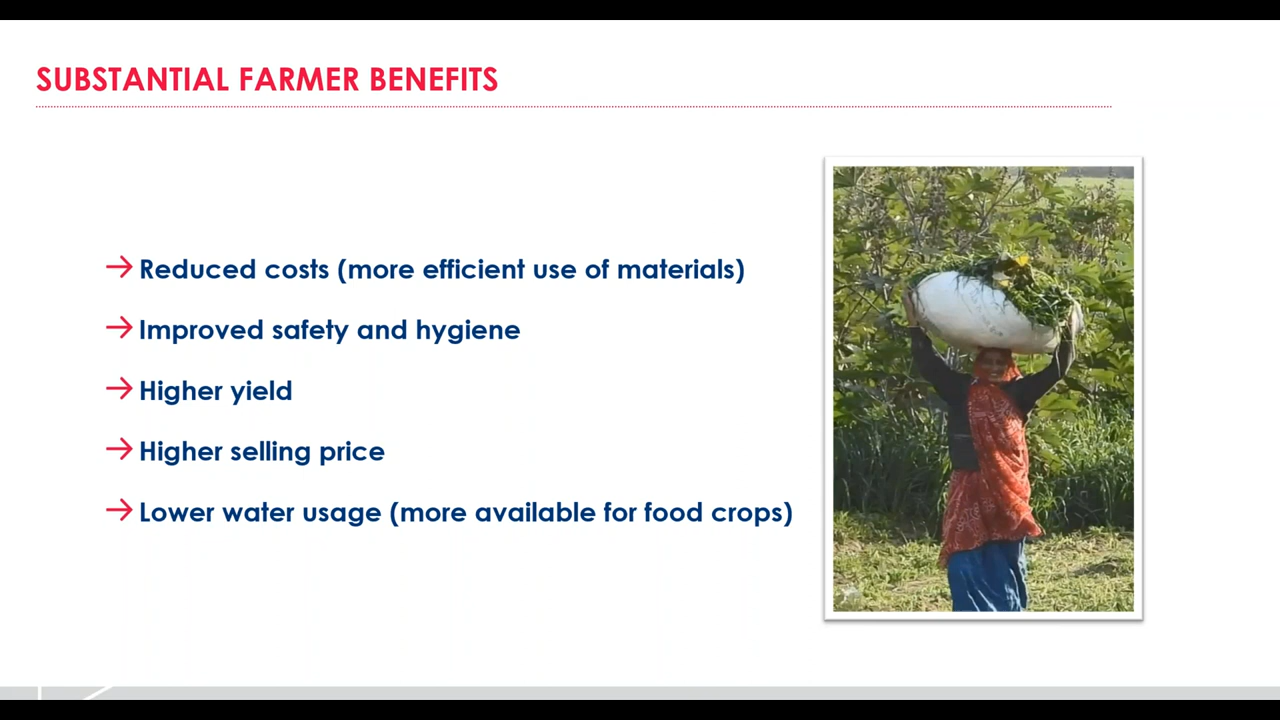 SUBSTANTIAL FARMER BENEFITS
→ Reduced costs (more efficient use of materials)
→ Improved safety and hygiene
→ Higher yield
→ Higher selling price
→ Lower water usage (more available for food crops)